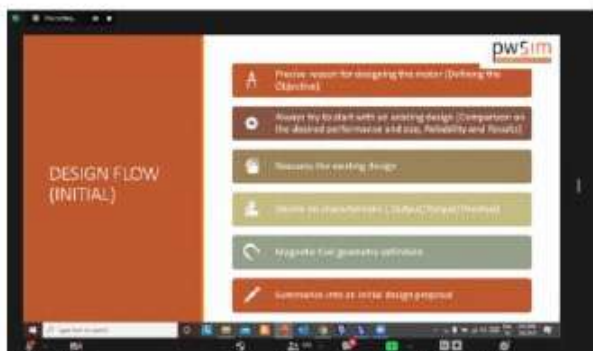 pwsim
DESIGN FLOW
(INITIAL)
Precise reason for designing the motor (Defining the
Objective)
Always try to start with an existing design (Comparison on
the desired performance and size, Reliability and Results)
Reassess the existing design
Decide on characteristics
Magnetic Fuel geometry definition
Summarize into an initial design proposal